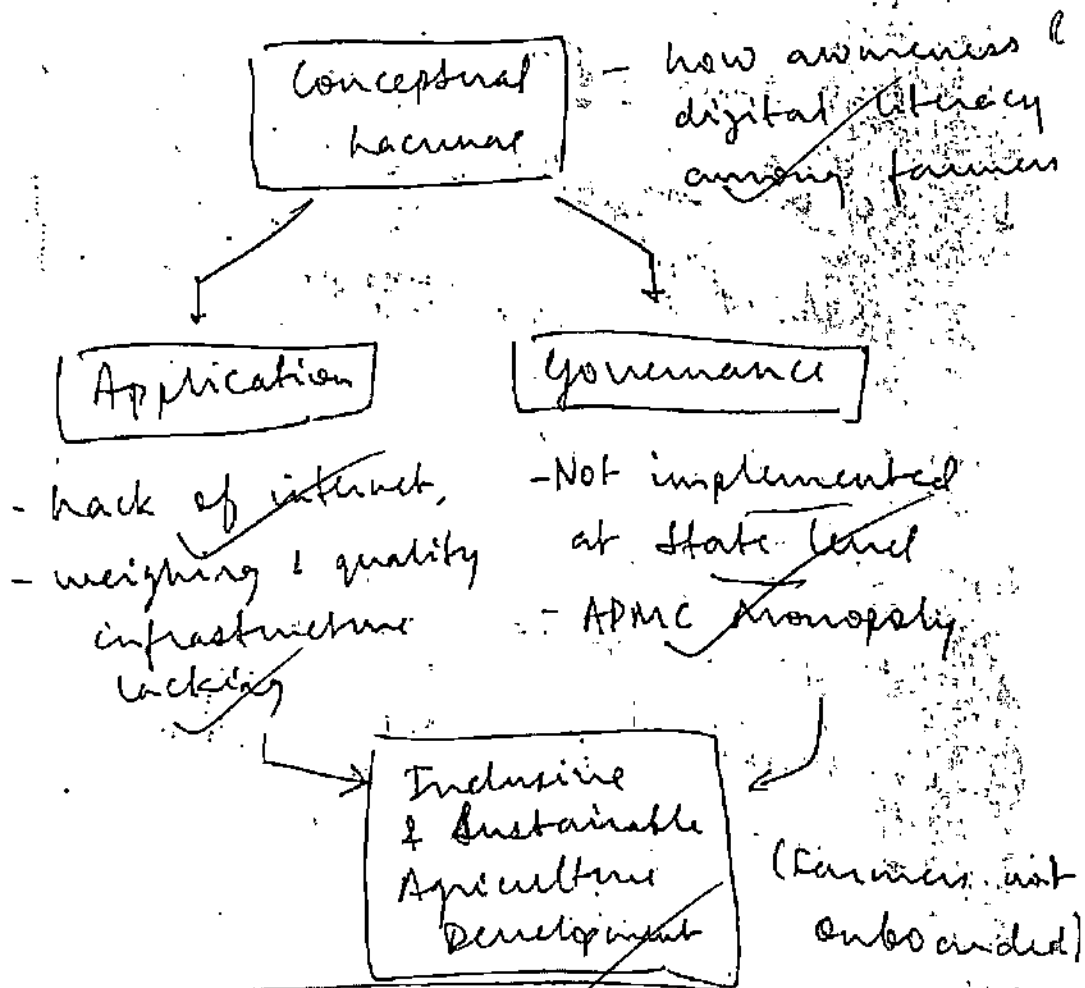 Conceptual
Lacunae
- Low awareness &
digital literacy
among farmers
Application
Governance
- Lack of internet,
- weighing & quality
infrastructure
lacking
- Not implemented
at State level
- APMC Monopoly
Inclusive
& Sustainable
Agriculture
Development
(Farmers not
onboarded)